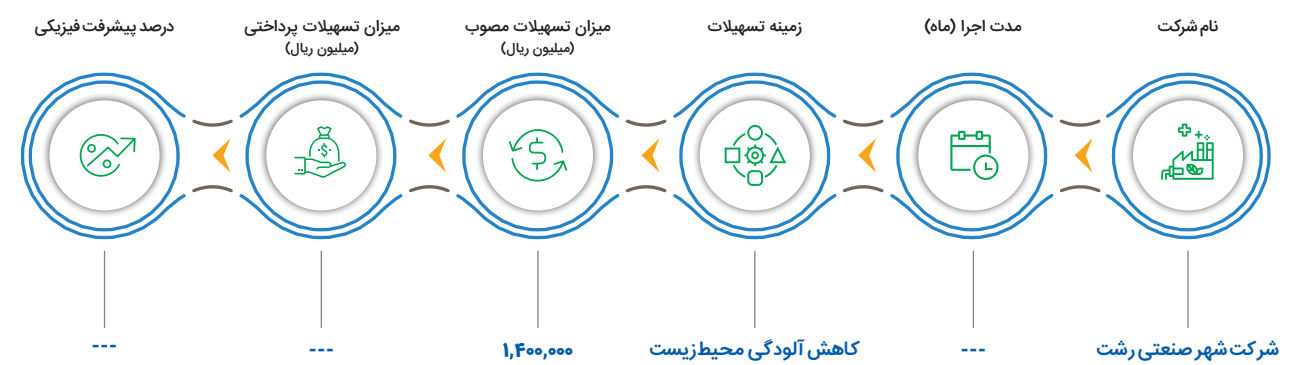 نام شرکت
مدت اجرا (ماه)
زمینه تسهیلات
میزان تسهیلات مصوب
(میلیون ریال)
میزان تسهیلات پرداختی
(میلیون ریال)
درصد پیشرفت فیزیکی
شرکت شهر صنعتی رشت
---
کاهش آلودگی محیط زیست
۱,۴۰۰,۰۰۰
---
---